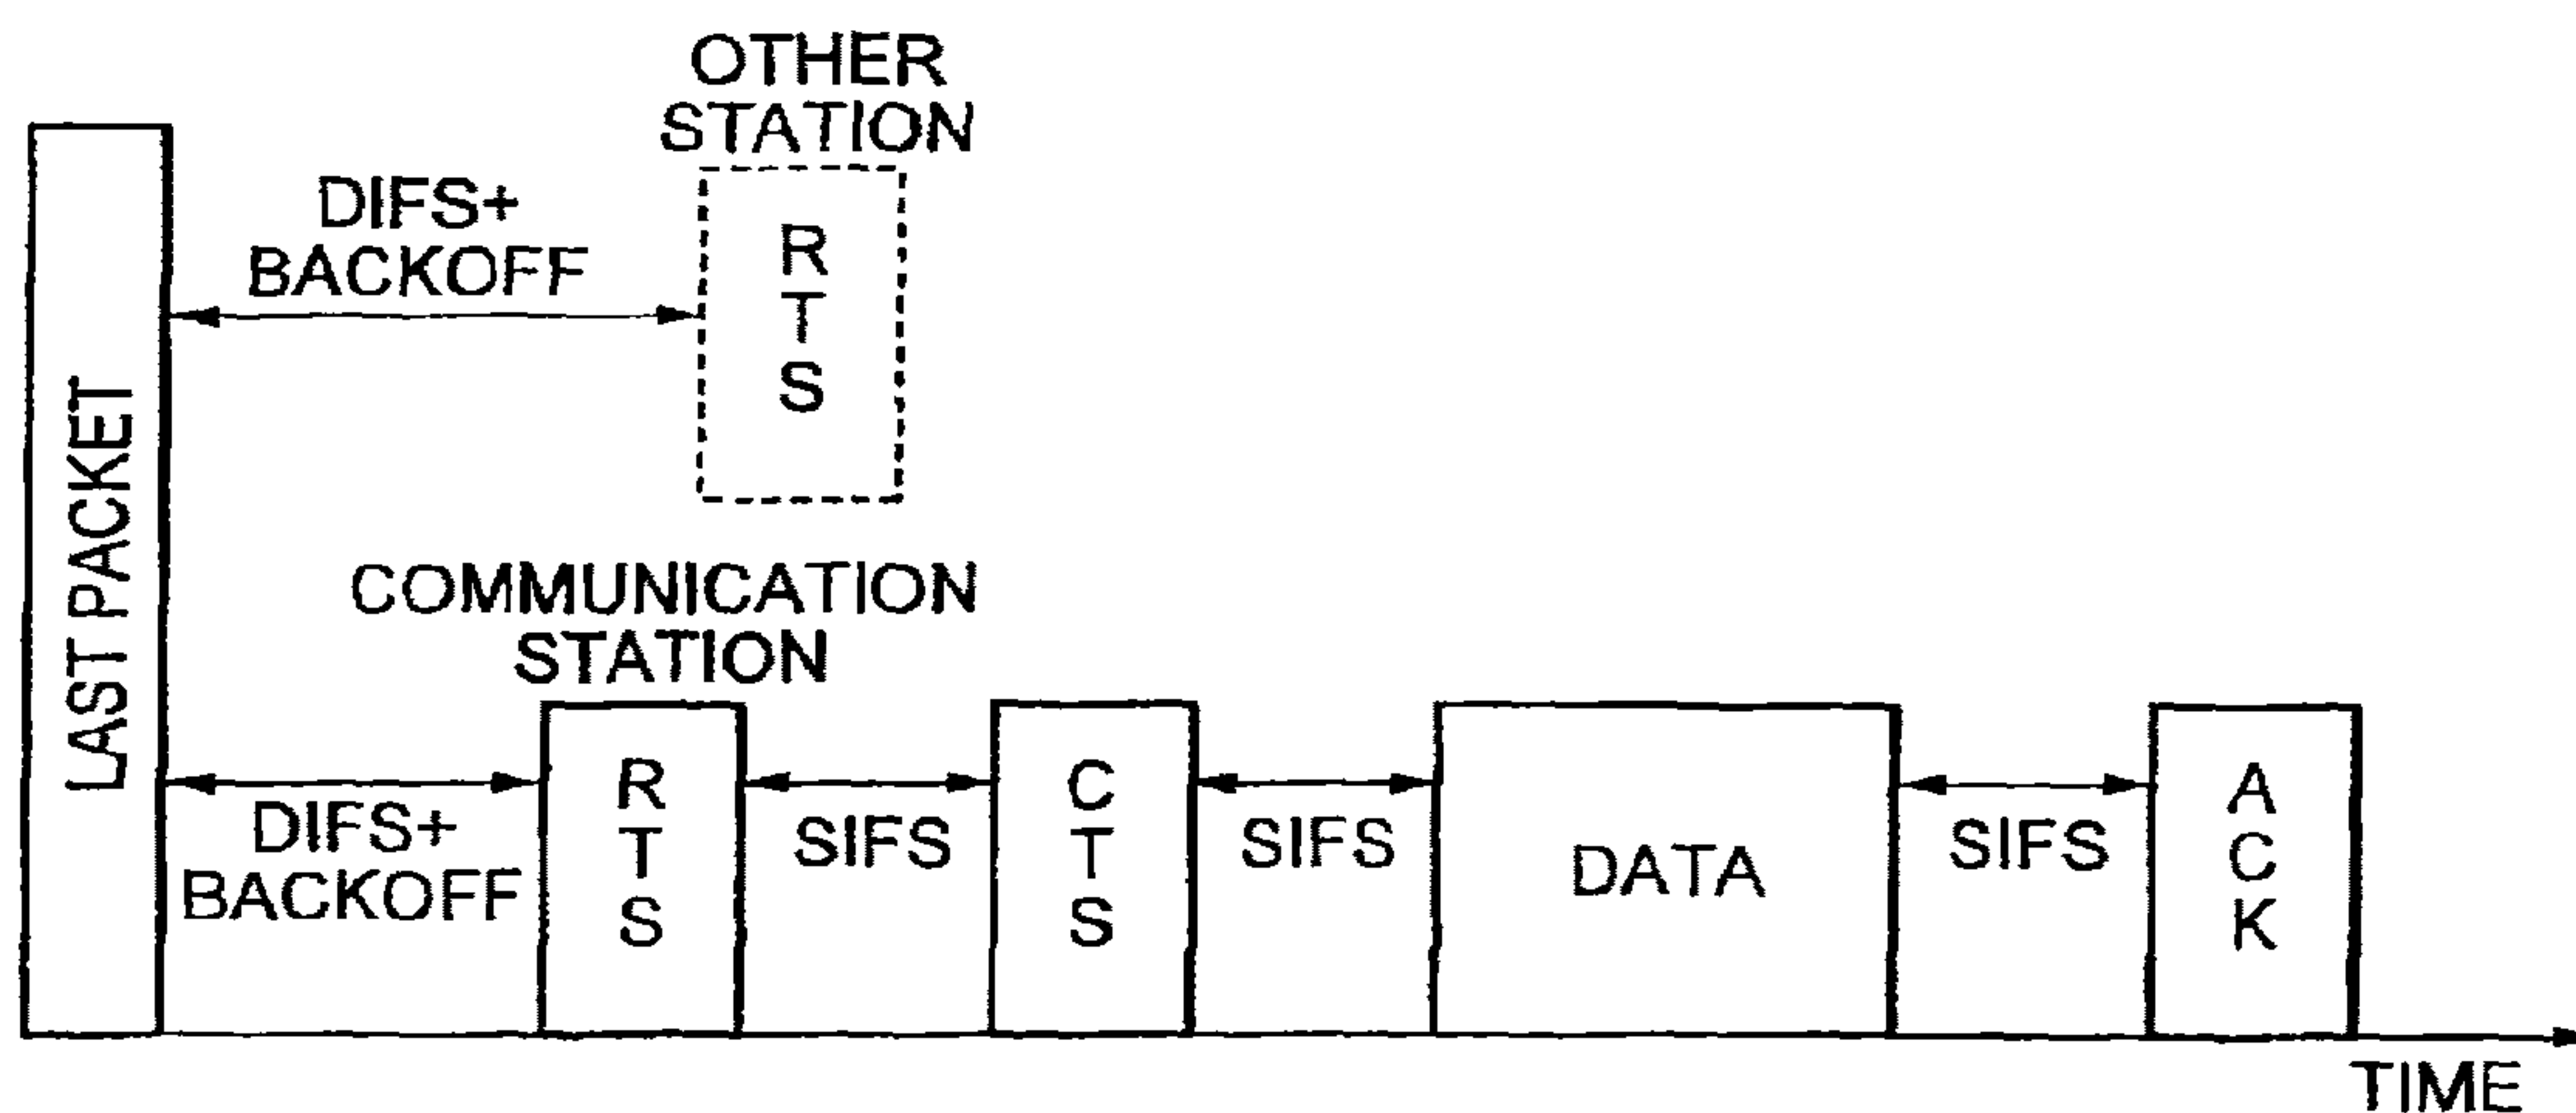 OTHER
STATION
DIFS+
BACKOFF
R
T
S
LAST PACKET
COMMUNICATION
STATION
DIFS+
BACKOFF
R
T
S
SIFS
C
T
S
SIFS
DATA
SIFS
A
C
K
TIME